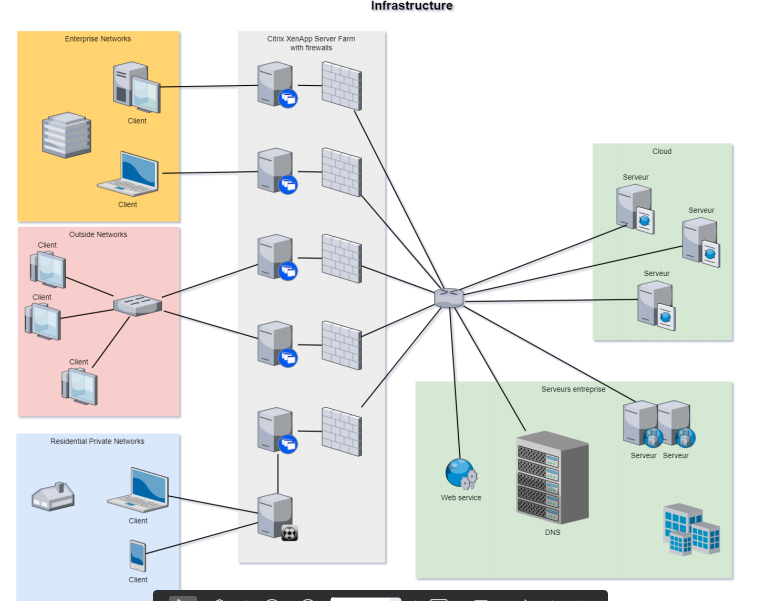 Infrastructure
Enterprise Networks
Client
Client
Outside Networks
Client
Client
Client
Residential Private Networks
Client
Client
Citrix XenApp Server Farm
with firewalls
Cloud
Serveur
Serveur
Serveur
Serveurs entreprise
Serveur Serveur
Web service
DNS